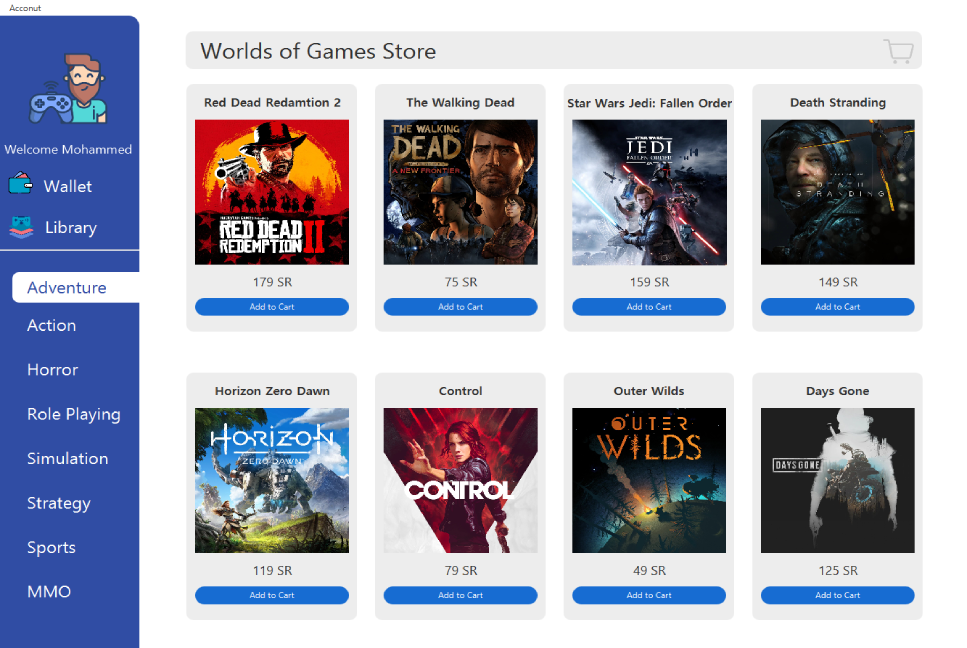 Acconut
Welcome Mohammed
Wallet
Library
Adventure
Action
Horror
Role Playing
Simulation
Strategy
Sports
MMO
Worlds of Games Store
Red Dead Redamtion 2
RED DEAD
REDEMPTION II
179 SR
Add to Cart
The Walking Dead
THE WALKING
DEAD
A NEW FRONTIER
75 SR
Add to Cart
Star Wars Jedi: Fallen Order
STAR WARS
JEDI
FALLEN ORDER
159 SR
Add to Cart
Death Stranding
DEATH
STRANDING
149 SR
Add to Cart
Horizon Zero Dawn
HORIZON
ZERO DAWN
119 SR
Add to Cart
Control
CONTROL
79 SR
Add to Cart
Outer Wilds
OUTER
WILDS
49 SR
Add to Cart
Days Gone
DAYS GONE
125 SR
Add to Cart